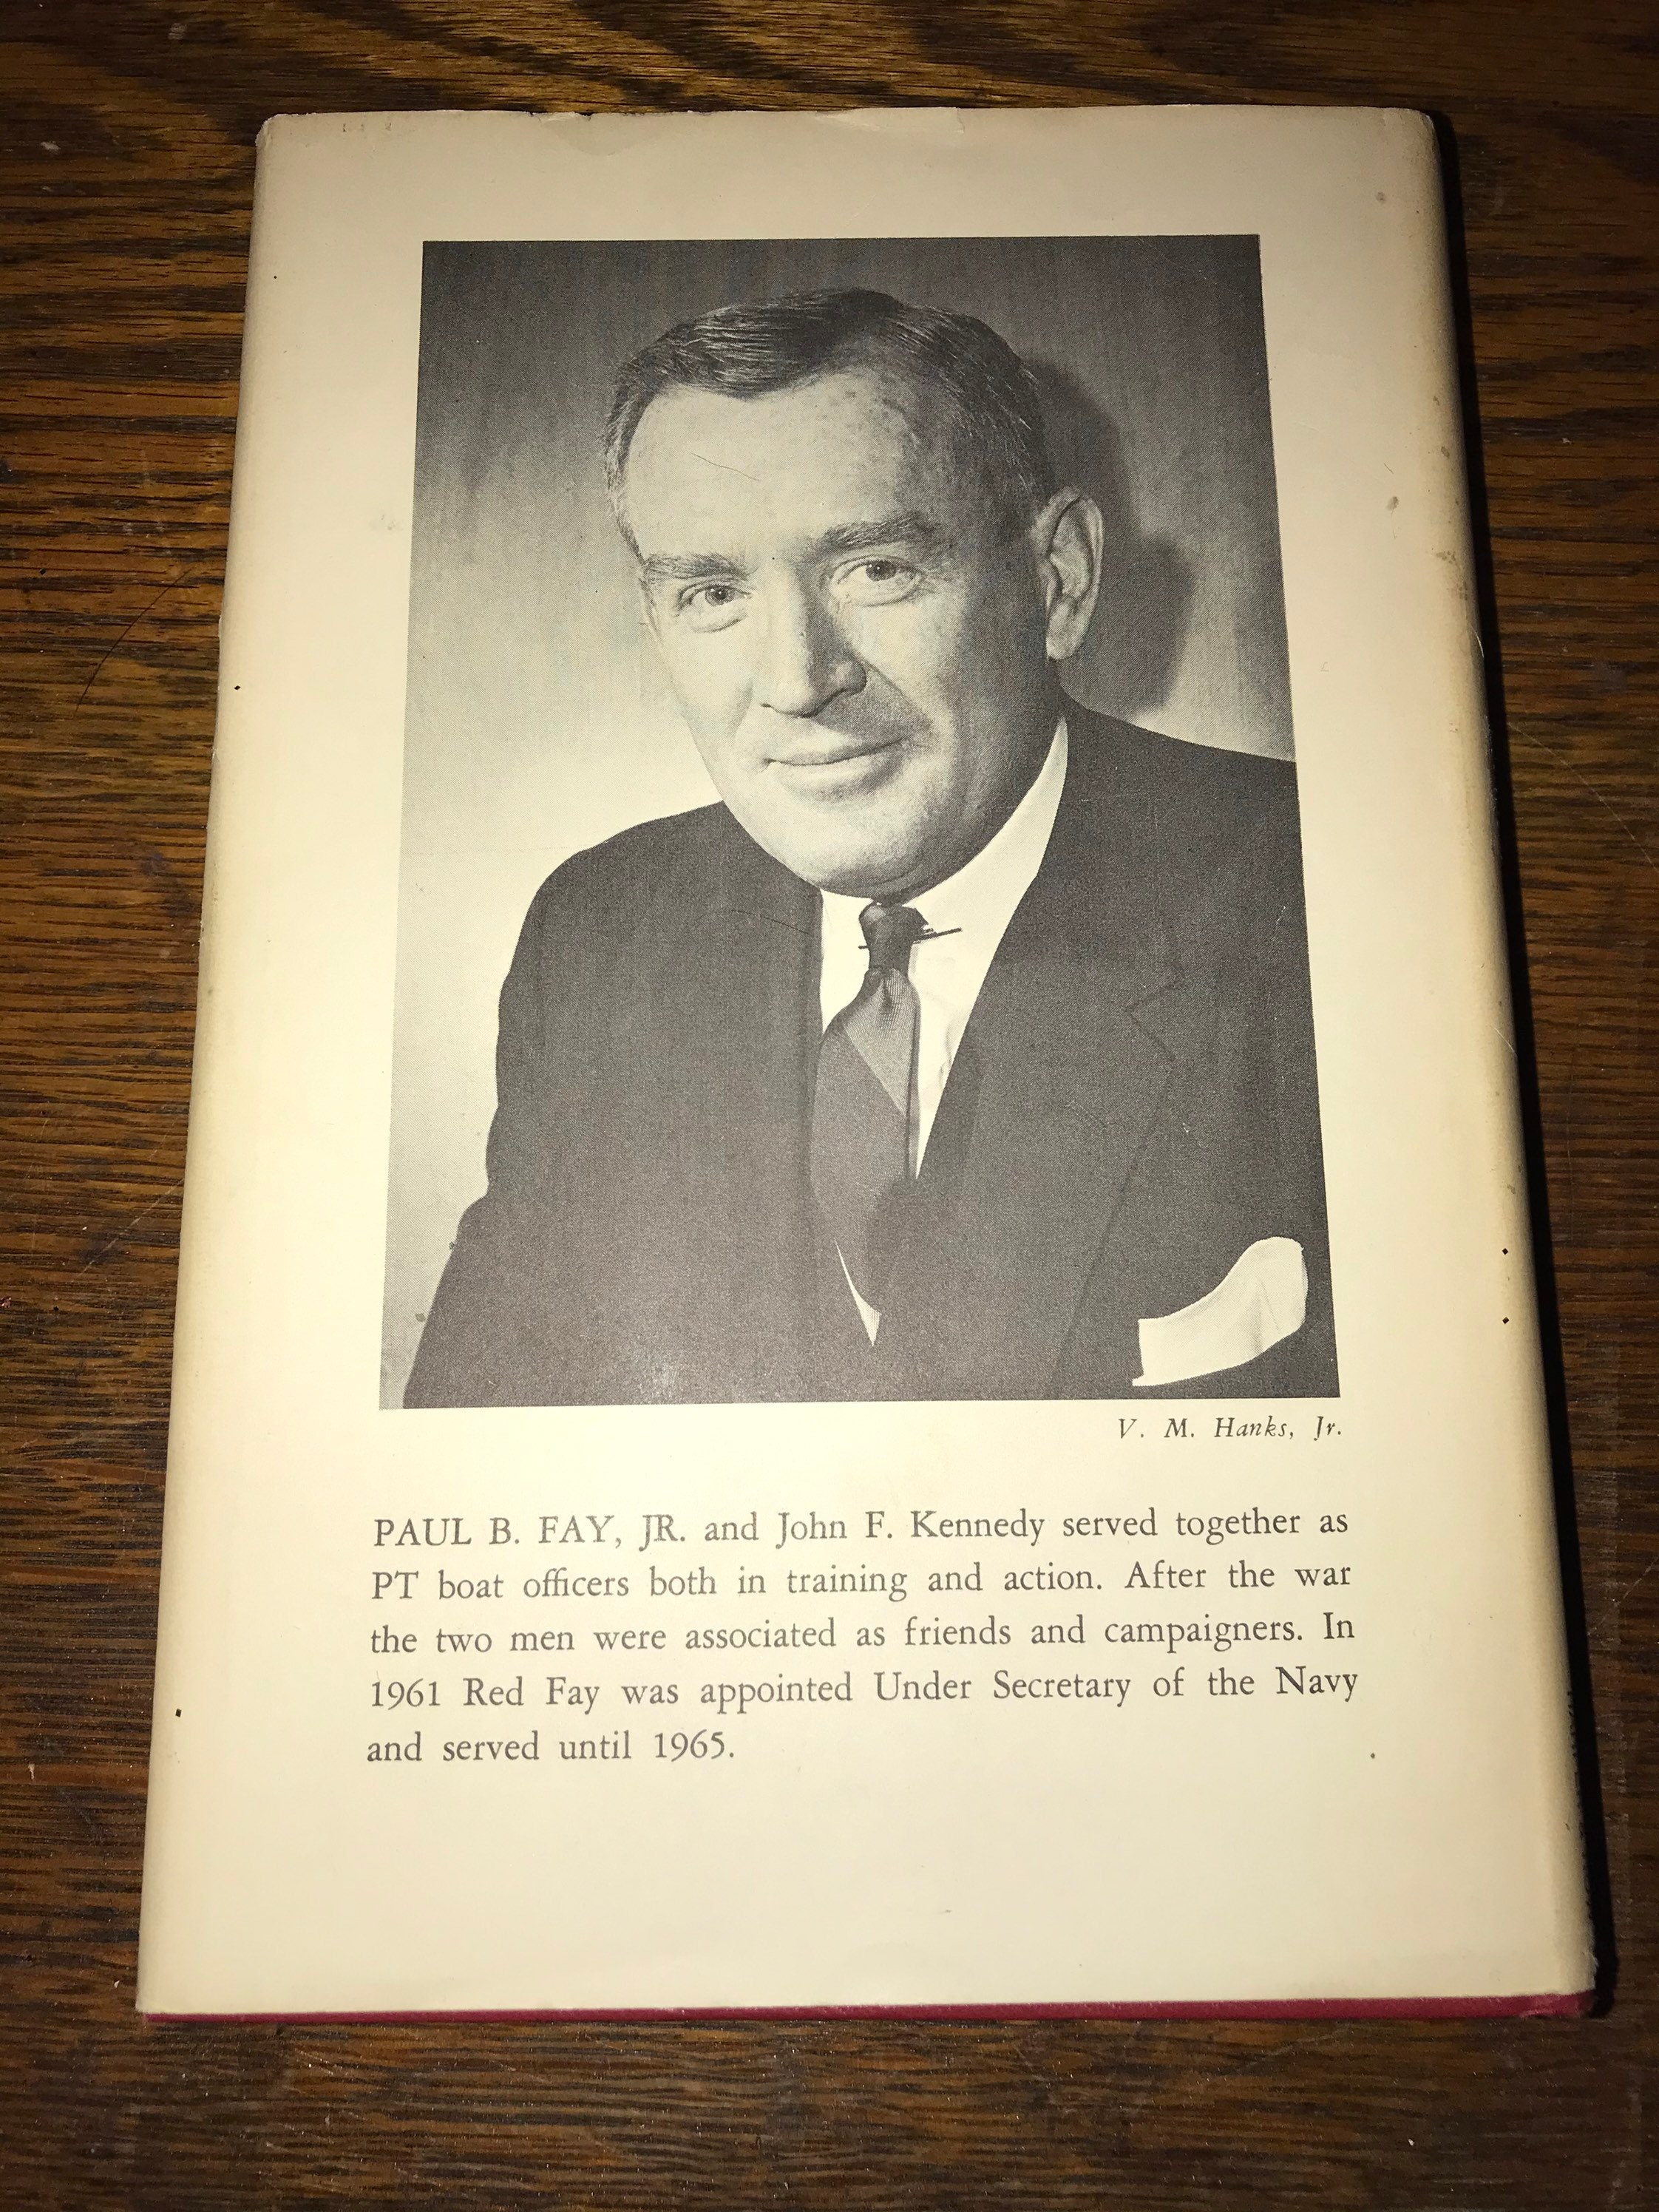 V. M. Hanks, Jr.
PAUL B. FAY, JR. and John F. Kennedy served together as
PT boat officers both in training and action. After the war
the two men were associated as friends and campaigners. In
1961 Red Fay was appointed Under Secretary of the Navy
and served until 1965.